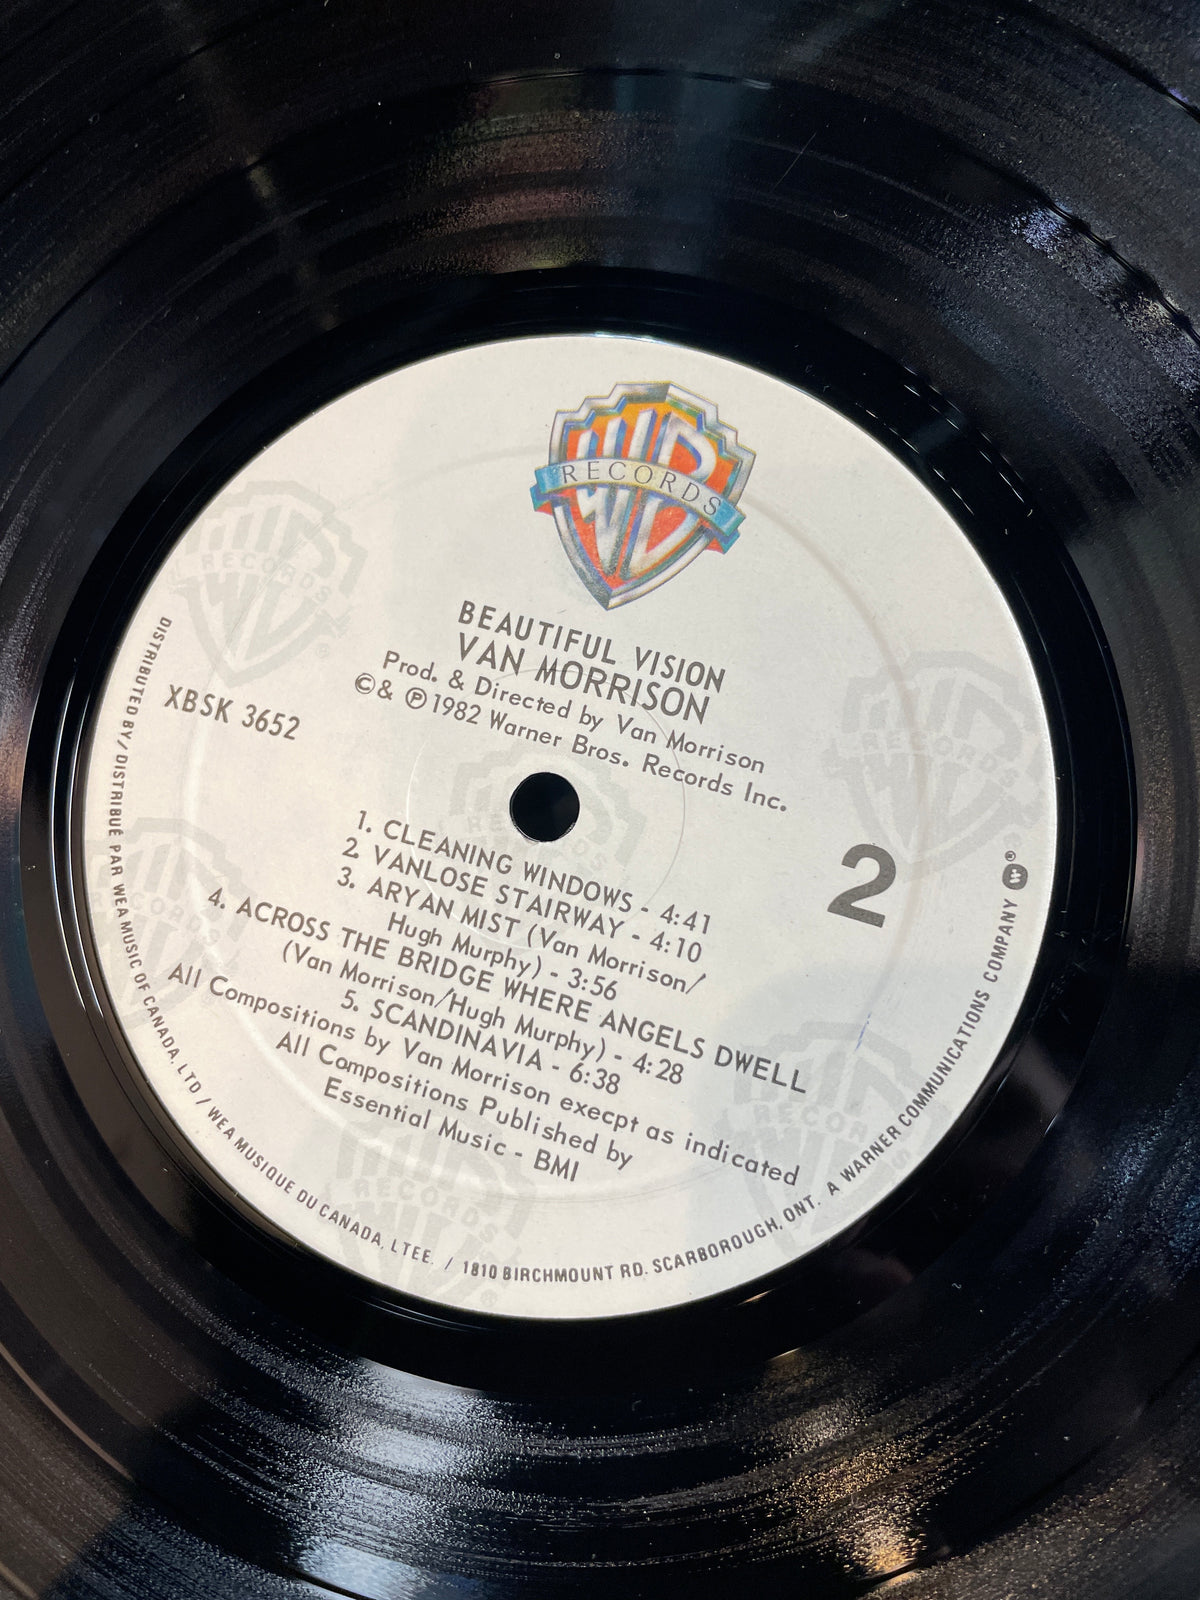 WB RECORDS
BEAUTIFUL VISION
VAN MORRISON
Prod. & Directed by Van Morrison
©& ℗1982 Warner Bros. Records Inc.
XBSK 3652
2
1. CLEANING WINDOWS - 4:41
2. VANLOSE STAIRWAY - 4:10
3. ARYAN MIST (Van Morrison/
Hugh Murphy) - 3:56
4. ACROSS THE BRIDGE WHERE ANGELS DWELL
(Van Morrison/Hugh Murphy) - 4:28
5. SCANDINAVIA - 6:38
All Compositions by Van Morrison execpt as indicated
All Compositions Published by
Essential Music - BMI
DISTRIBUTED BY/DISTRIBUÉ PAR WEA MUSIC OF CANADA, LTD / WEA MUSIQUE DU CANADA, LTEE. / 1810 BIRCHMOUNT RD. SCARBOROUGH, ONT. A WARNER COMMUNICATIONS COMPANY ®